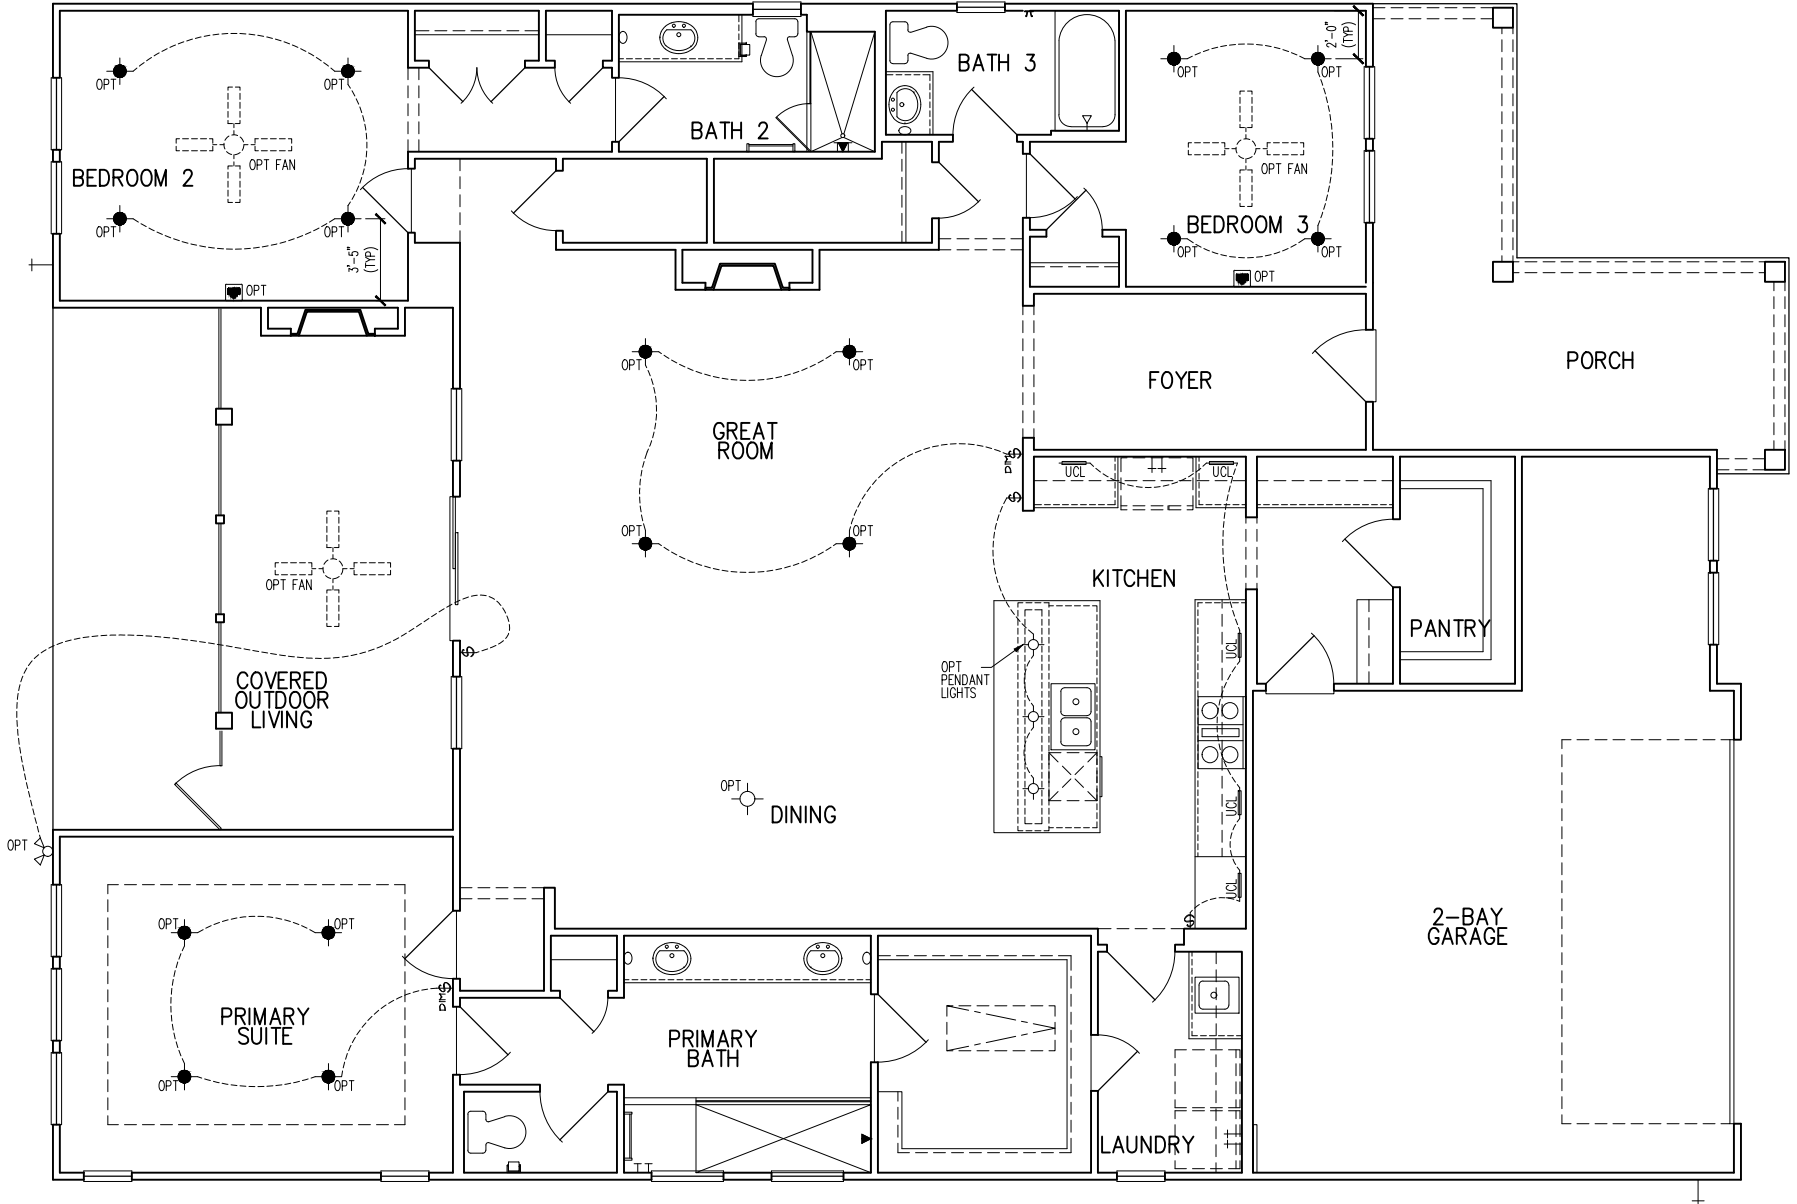 OPT
OPT
OPT FAN
BEDROOM 2
OPT
OPT
3'-5"
(TYP)
OPT
BATH 2
BATH 3
2'-0"
(TYP)
OPT
OPT
OPT FAN
BEDROOM 3
OPT
OPT
OPT
FOYER
PORCH
OPT
OPT
GREAT
ROOM
OPT
OPT
DIM
S
S
UCL
UCL
KITCHEN
PANTRY
UCL
UCL
UCL
S
OPT
PENDANT
LIGHTS
OPT FAN
S
COVERED
OUTDOOR
LIVING
OPT
DINING
OPT
OPT
OPT
DIM
S
PRIMARY
SUITE
OPT
OPT
PRIMARY
BATH
LAUNDRY
2-BAY
GARAGE